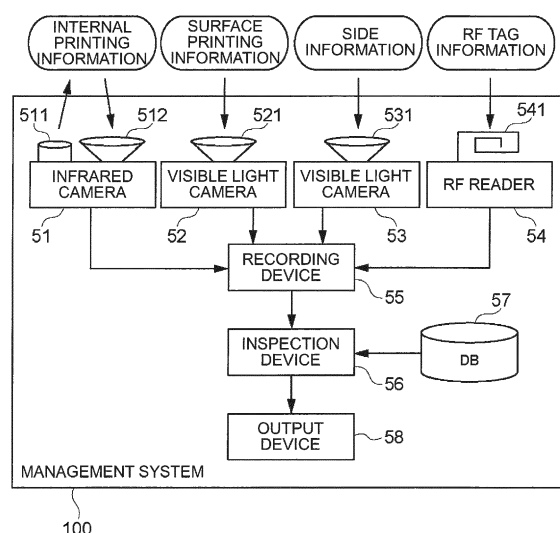 INTERNAL
PRINTING
INFORMATION
SURFACE
PRINTING
INFORMATION
SIDE
INFORMATION
RF TAG
INFORMATION
511
512
521
531
541
INFRARED
CAMERA
VISIBLE LIGHT
CAMERA
VISIBLE LIGHT
CAMERA
RF READER
51
52
53
54
RECORDING
DEVICE
55
57
INSPECTION
DEVICE
DB
56
OUTPUT
DEVICE
58
MANAGEMENT SYSTEM
100